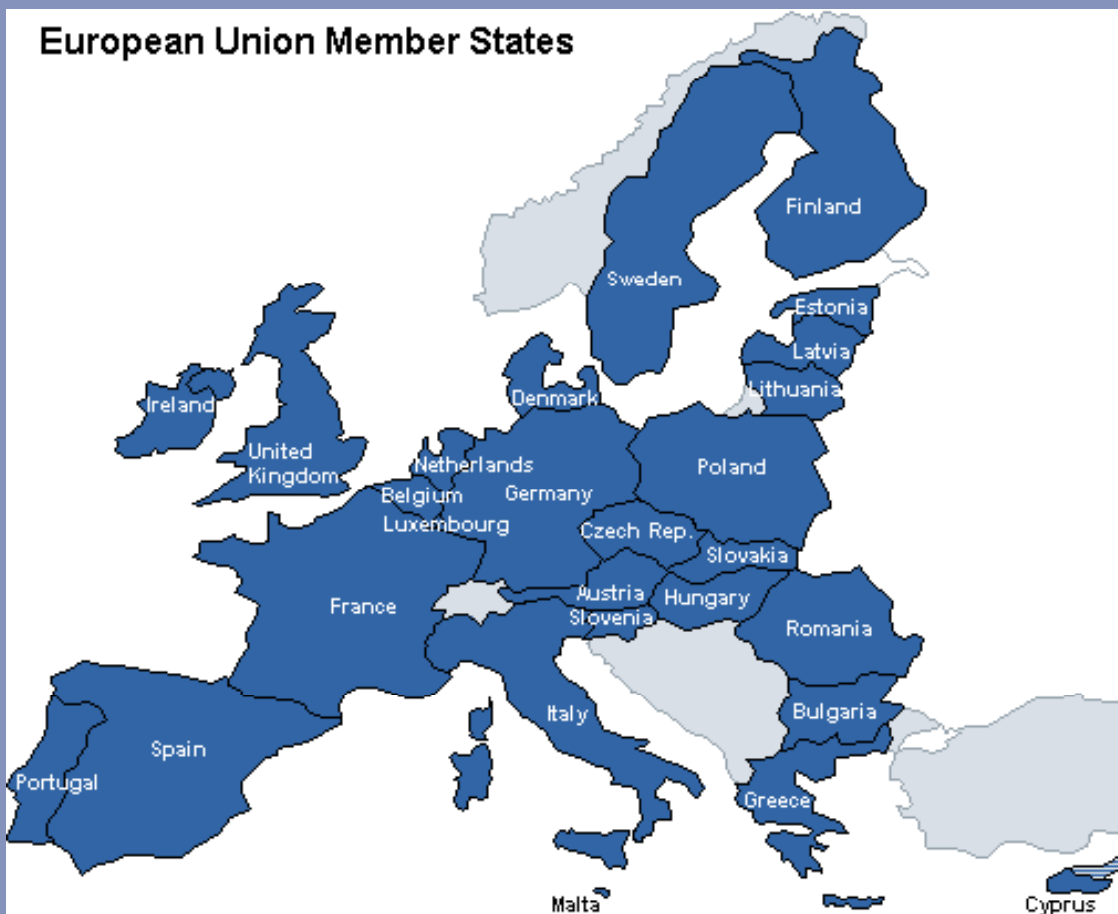 European Union Member States
Finland
Sweden
Estonia
Latvia
Lithuania
Denmark
Ireland
United
Kingdom
Netherlands
Belgium
Germany
Poland
Luxembourg
Czech Rep.
Slovakia
Austria
Hungary
France
Slovenia
Romania
Italy
Bulgaria
Spain
Portugal
Greece
Malta
Cyprus